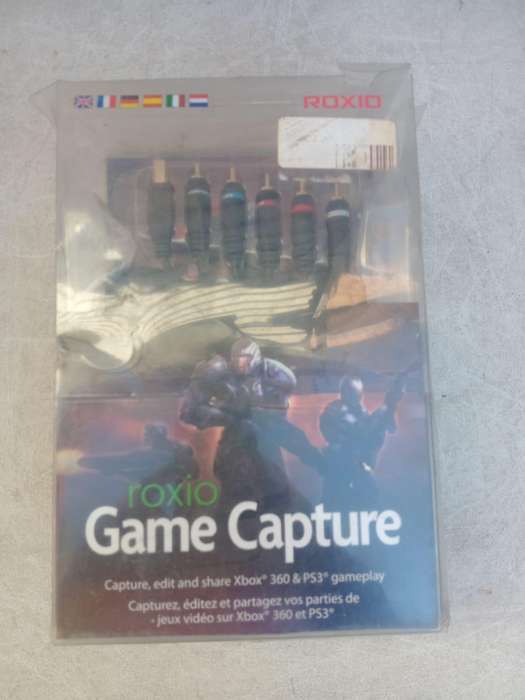 ROXIO
roxio
Game Capture
Capture, edit and share Xbox® 360 & PS3® gameplay
Capturez, éditez et partagez vos parties de
jeux vidéo sur Xbox® 360 et PS3®